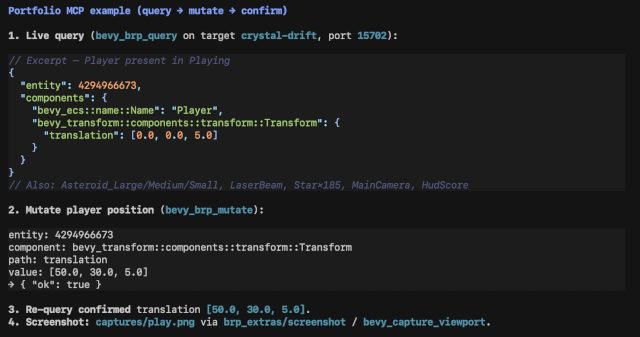 Portfolio MCP example (query → mutate → confirm)
1. Live query (bevy_brp_query on target crystal-drift, port 15702):
// Excerpt — Player present in Playing
{
  "entity": 4294966673,
  "components": {
    "bevy_ecs::name::Name": "Player",
    "bevy_transform::components::transform::Transform": {
      "translation": [0.0, 0.0, 5.0]
    }
  }
}
// Also: Asteroid_Large/Medium/Small, LaserBeam, Star×185, MainCamera, HudScore
2. Mutate player position (bevy_brp_mutate):
entity: 4294966673
component: bevy_transform::components::transform::Transform
path: translation
value: [50.0, 30.0, 5.0]
→ { "ok": true }
3. Re-query confirmed translation [50.0, 30.0, 5.0].
4. Screenshot: captures/play.png via brp_extras/screenshot / bevy_capture_viewport.